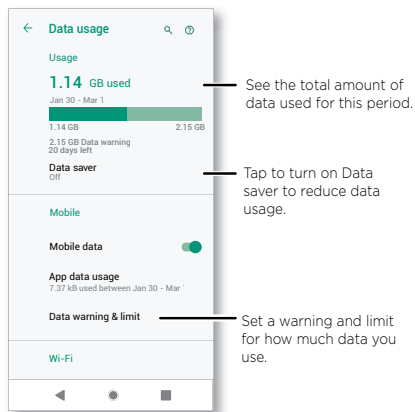 Data usage
Usage
1.14 GB used
Jan 30 - Mar 1
1.14 GB 2.15 GB
2.15 GB Data warning
20 days left
Data saver
Off
Mobile
Mobile data
App data usage
7.37 kB used between Jan 30 - Mar
Data warning & limit
Wi-Fi
See the total amount of
data used for this period.
Tap to turn on Data
saver to reduce data
usage.
Set a warning and limit
for how much data you
use.